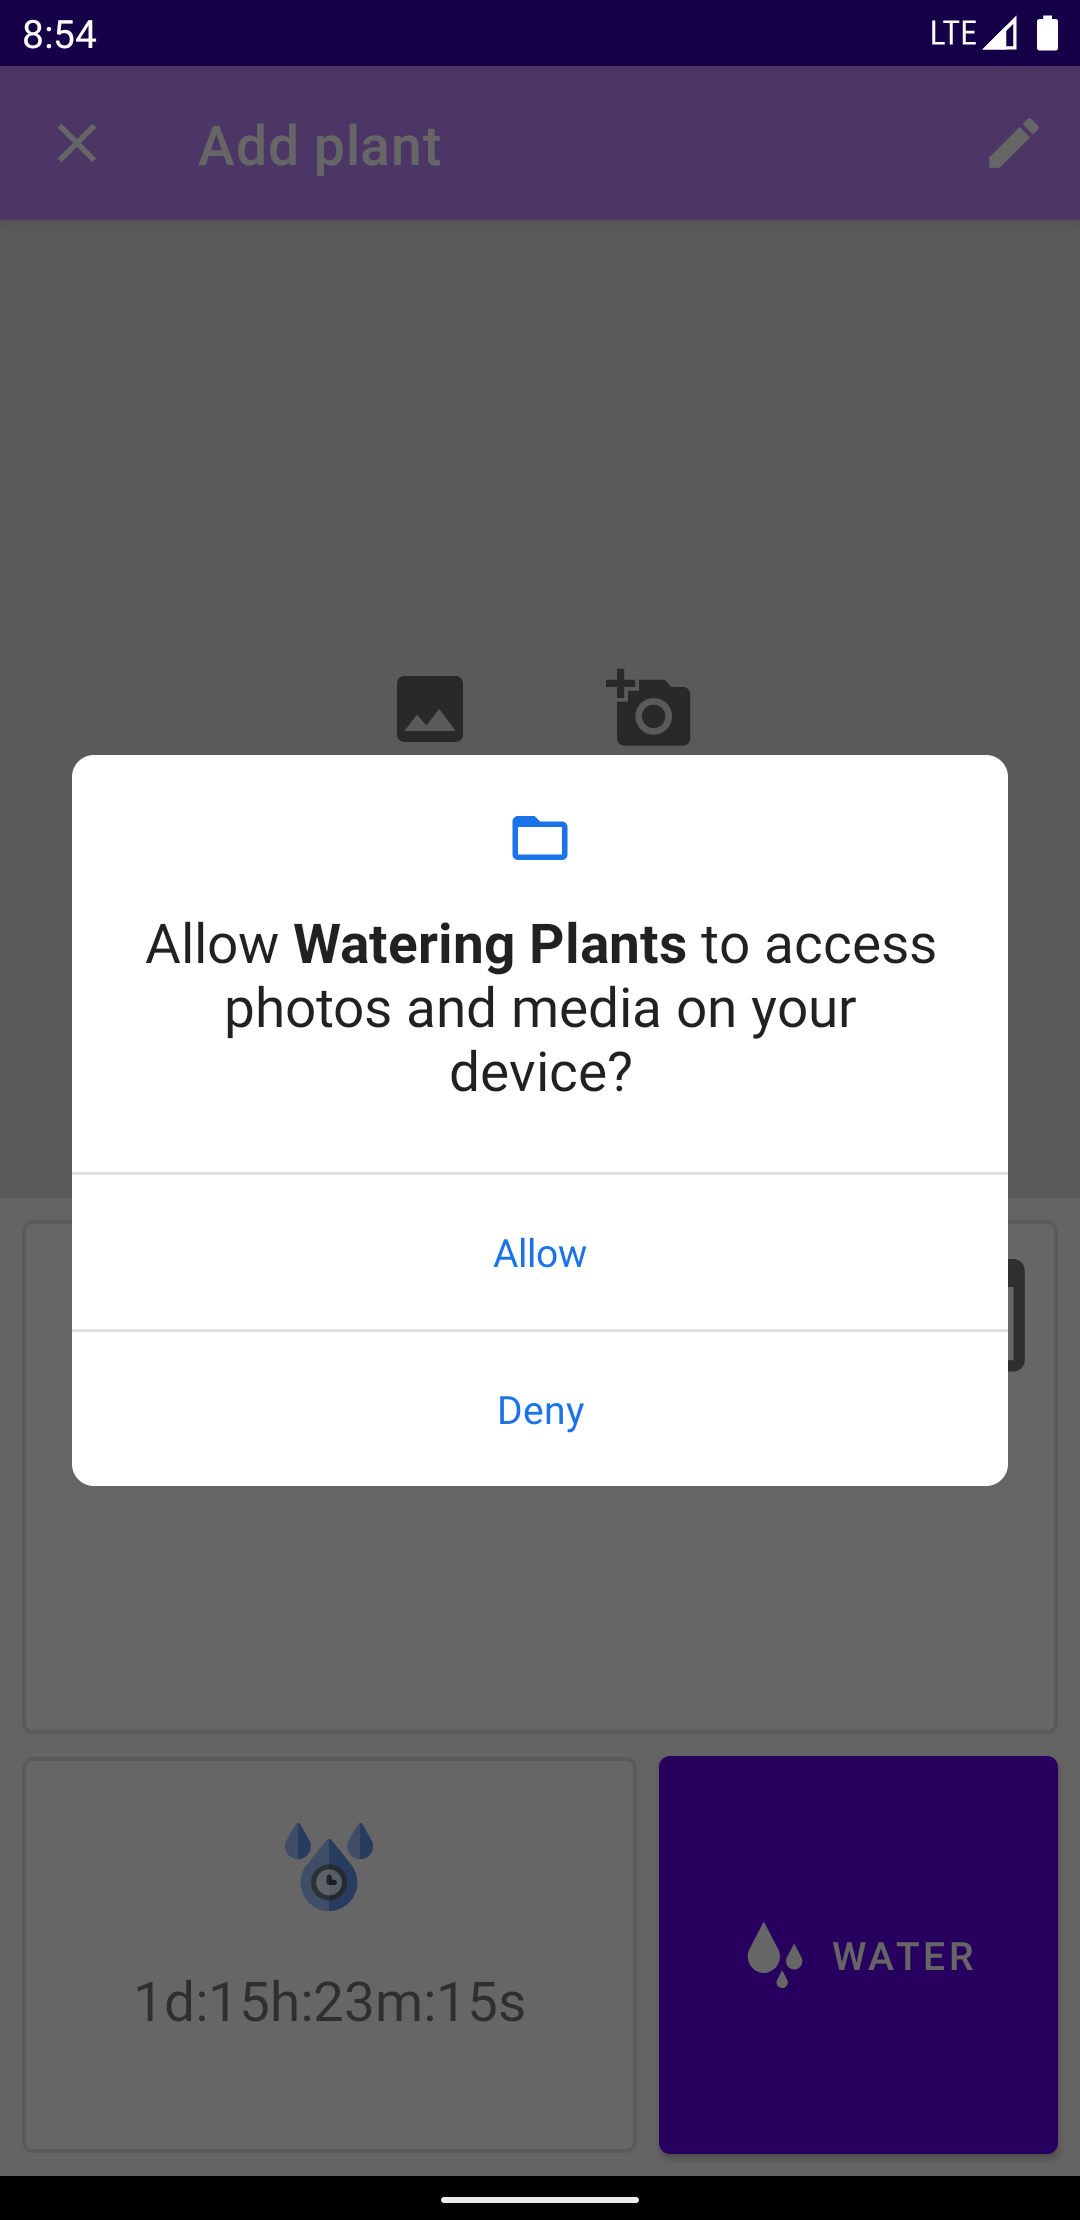 8:54
LTE
Add plant
Allow Watering Plants to access
photos and media on your
device?
Allow
Deny
1d:15h:23m:15s
WATER